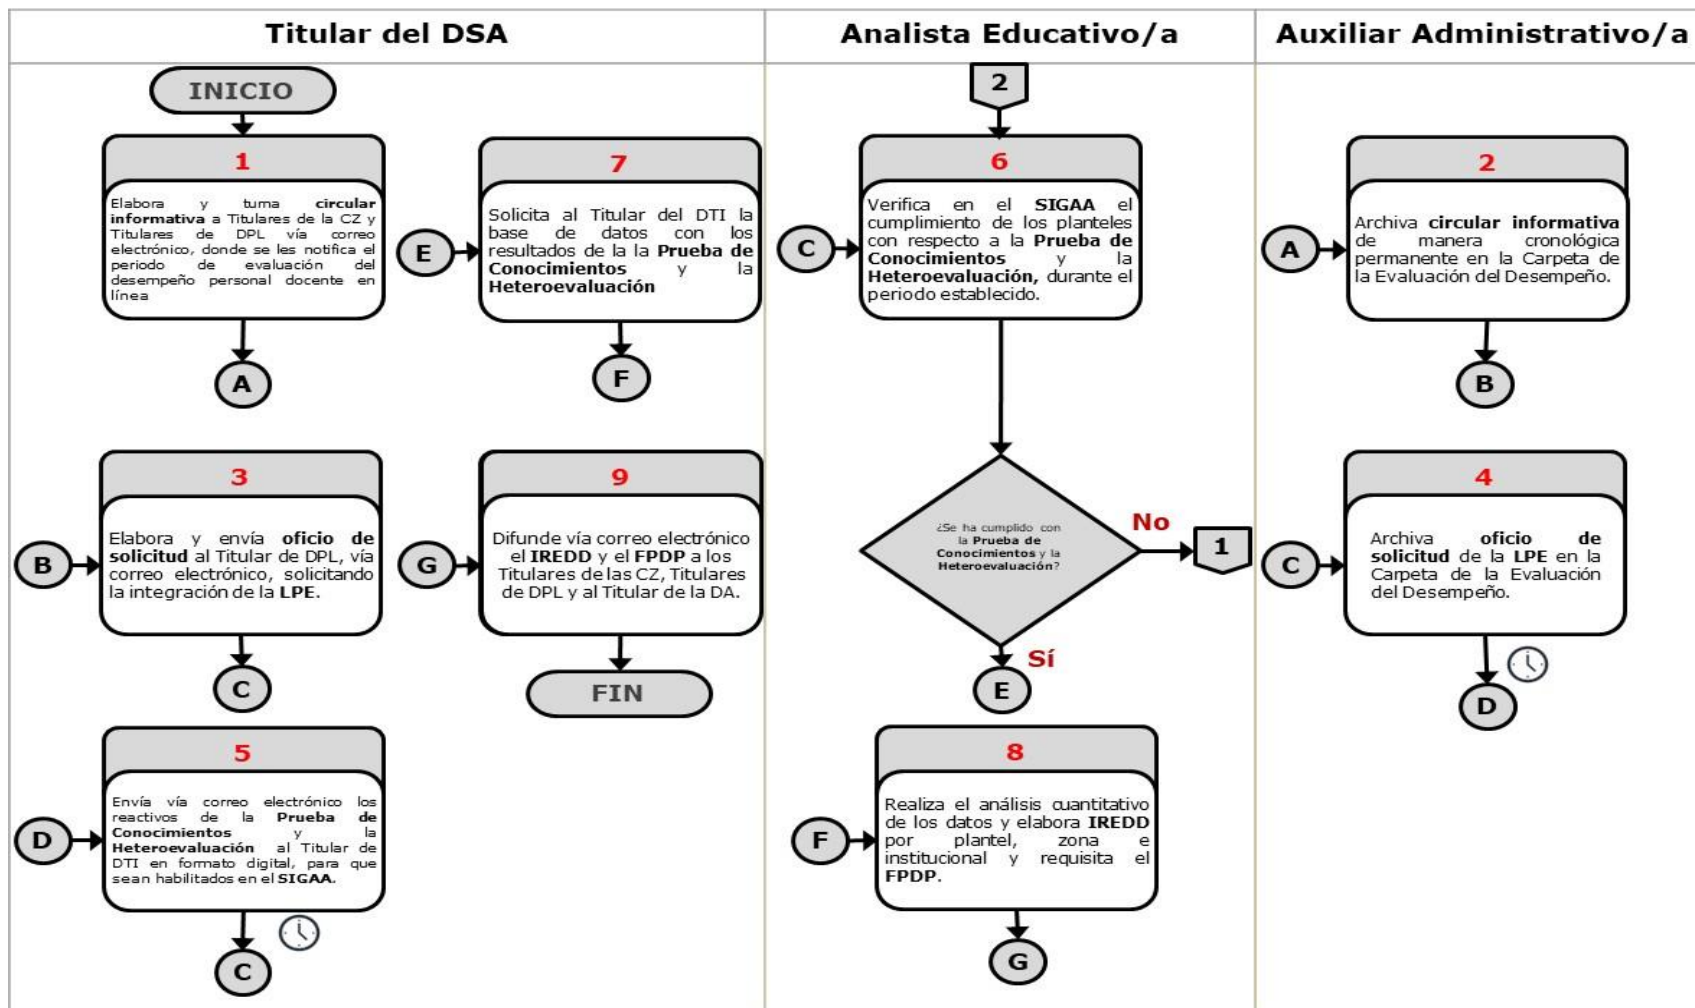 Titular del DSA
Analista Educativo/a
Auxiliar Administrativo/a
INICIO
1
Elabora y turna circular
informativa a Titulares de la CZ y
Titulares de DPL vía correo
electrónico, donde se les notifica el
periodo de evaluación del
desempeño personal docente en
línea
A
B
3
Elabora y envía oficio de
solicitud al Titular de DPL, vía
correo electrónico, solicitando
la integración de la LPE.
C
D
5
Envía vía correo electrónico los
reactivos de la Prueba de
Conocimientos y la
Heteroevaluación al Titular de
DTI en formato digital, para que
sean habilitados en el SIGAA.
C
E
7
Solicita al Titular del DTI la
base de datos con los
resultados de la la Prueba de
Conocimientos y la
Heteroevaluación
F
G
9
Difunde vía correo electrónico
el IREDD y el FPDP a los
Titulares de las CZ, Titulares
de DPL y al Titular de la DA.
FIN
2
C
6
Verifica en el SIGAA el
cumplimiento de los planteles
con respecto a la Prueba de
Conocimientos y la
Heteroevaluación, durante el
periodo establecido.
¿Se ha cumplido con
la Prueba de
Conocimientos y la
Heteroevaluación?
No
1
Sí
E
F
8
Realiza el análisis cuantitativo
de los datos y elabora IREDD
por plantel, zona e
institucional y requisita el
FPDP.
G
A
2
Archiva circular informativa
de manera cronológica
permanente en la Carpeta de
la Evaluación del Desempeño.
B
C
4
Archiva oficio de
solicitud de la LPE en la
Carpeta de la Evaluación
del Desempeño.
D